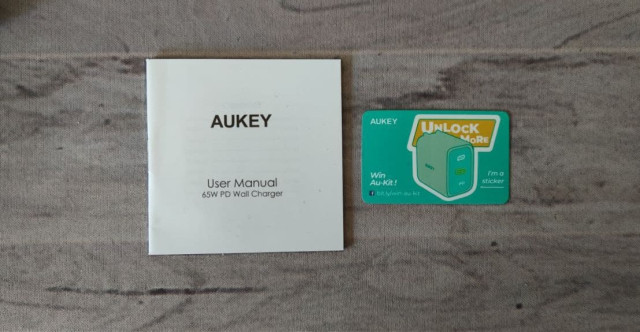 AUKEY
User Manual
65W PD Wall Charger
AUKEY
UNLOCK
MORE
Win
Au-Kit!
I'm a
sticker